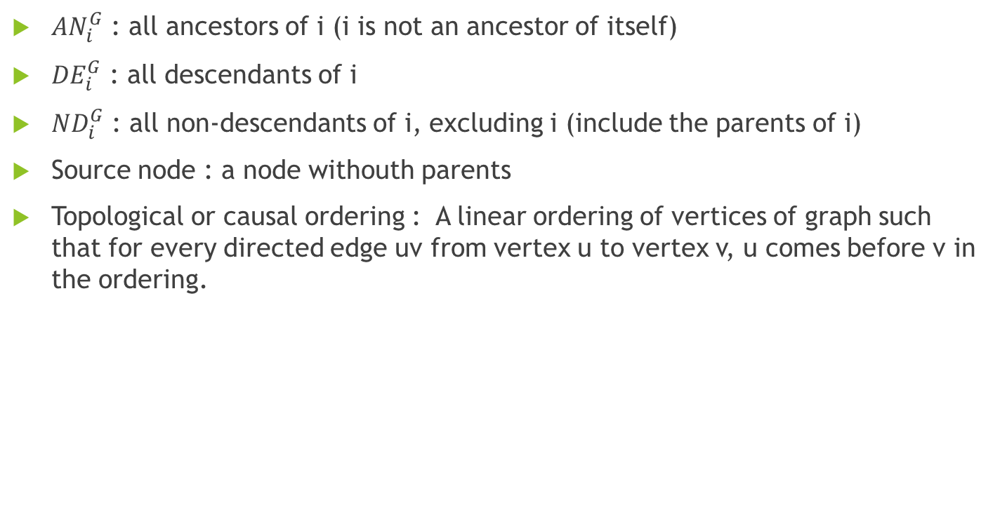 ► $AN_i^G$ : all ancestors of i (i is not an ancestor of itself)
► $DE_i^G$ : all descendants of i
► $ND_i^G$ : all non-descendants of i, excluding i (include the parents of i)
► Source node : a node withouth parents
► Topological or causal ordering :  A linear ordering of vertices of graph such
that for every directed edge uv from vertex u to vertex v, u comes before v in
the ordering.